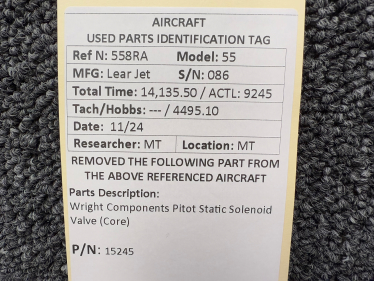 AIRCRAFT
USED PARTS IDENTIFICATION TAG
Ref N: 558RA Model: 55
MFG: Lear Jet S/N: 086
Total Time: 14,135.50 / ACTL: 9245
Tach/Hobbs: --- / 4495.10
Date: 11/24
Researcher: MT Location: MT
REMOVED THE FOLLOWING PART FROM
THE ABOVE REFERENCED AIRCRAFT
Parts Description:
Wright Components Pitot Static Solenoid
Valve (Core)
P/N: 15245